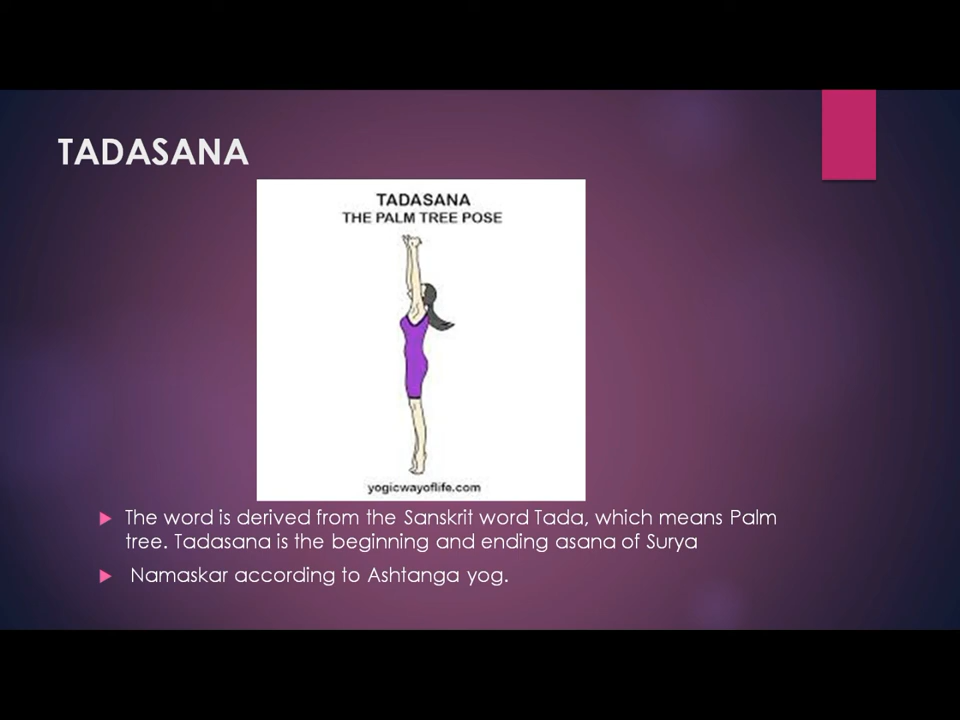 TADASANA
TADASANA
THE PALM TREE POSE
yogicwayoflife.com
The word is derived from the Sanskrit word Tada, which means Palm
tree. Tadasana is the beginning and ending asana of Surya
Namaskar according to Ashtanga yog.